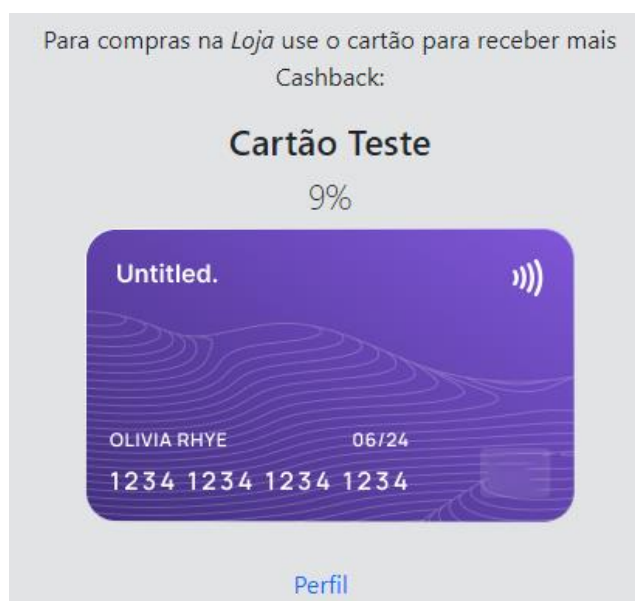 Para compras na Loja use o cartão para receber mais
Cashback:
Cartão Teste
9%
Untitled.
OLIVIA RHYE 06/24
1234 1234 1234 1234
Perfil